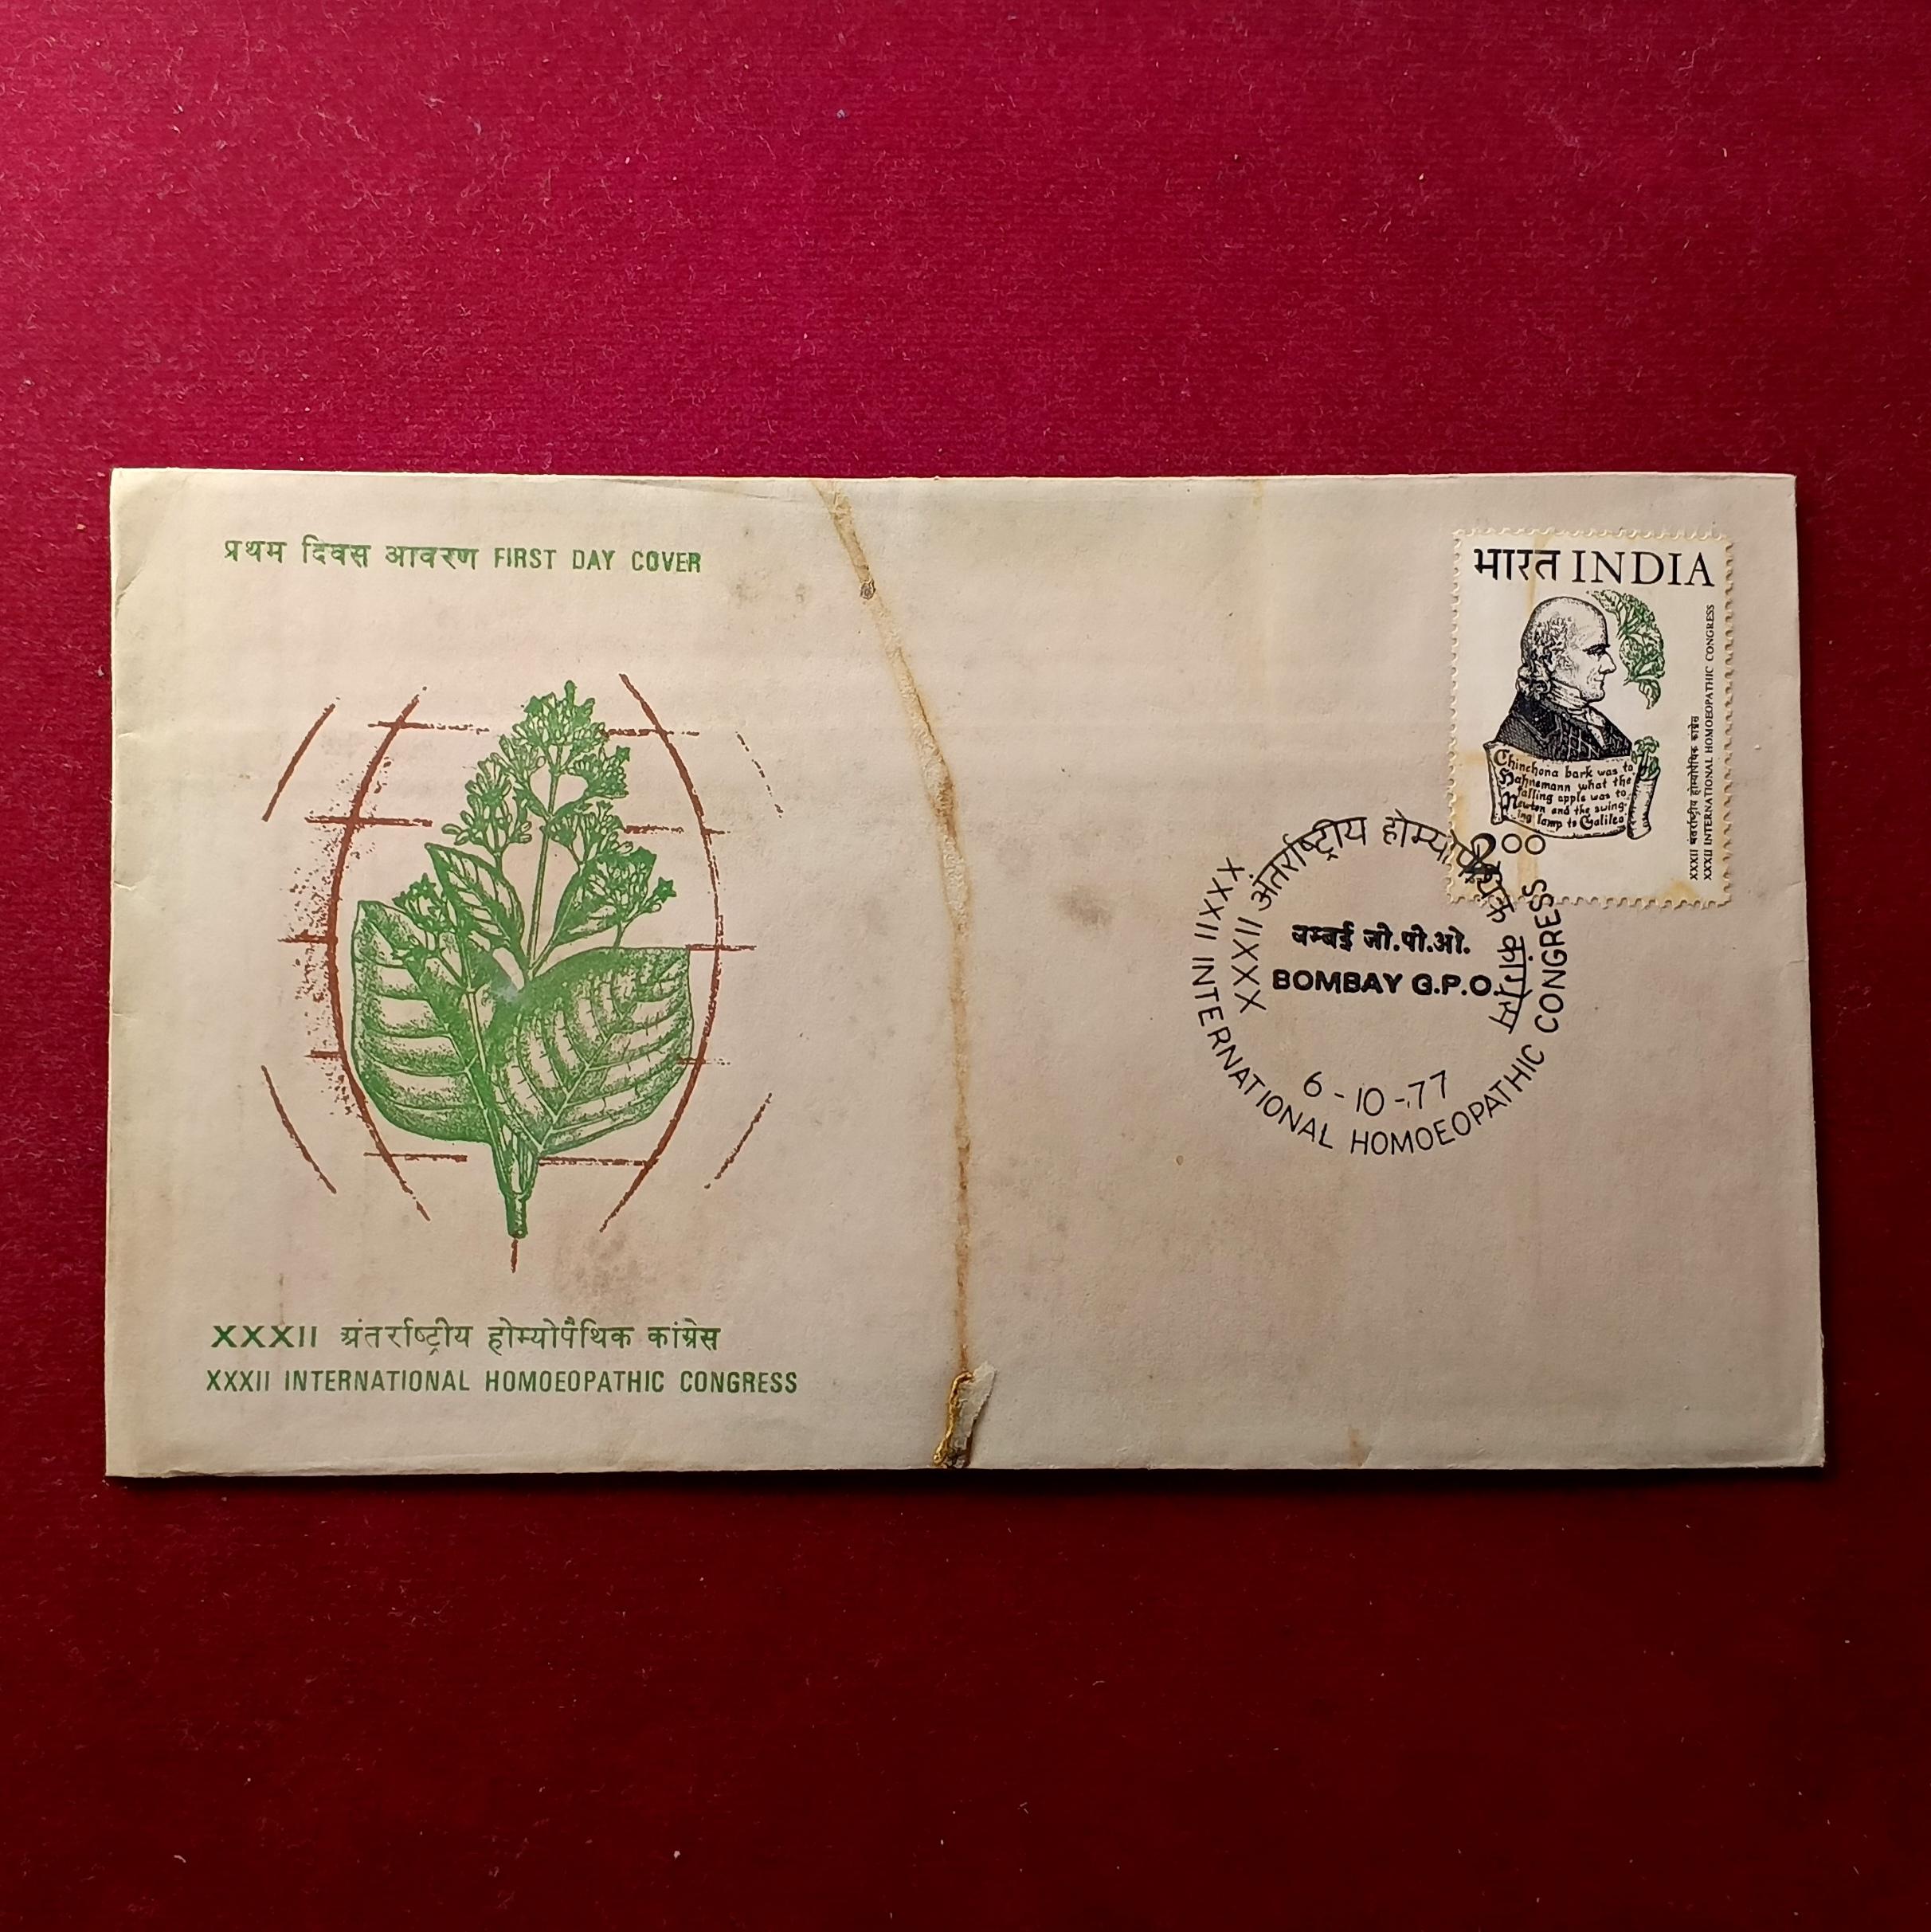 प्रथम दिवस आवरण FIRST DAY COVER
भारत INDIA
Chinchona bark was to
Hahnemann what the
falling apple was to
Newton and the swing-
ing lamp to Galileo
XXXII अंतर्राष्ट्रीय होम्योपैथिक कांग्रेस
XXXII INTERNATIONAL HOMOEOPATHIC CONGRESS
200
XXXII अंतर्राष्ट्रीय होम्योपैथिक कांग्रेस
बम्बई जी.पी.ओ.
BOMBAY G.P.O.
6-10-77
XXXII INTERNATIONAL HOMOEOPATHIC CONGRESS
XXXII अंतर्राष्ट्रीय होम्योपैथिक कांग्रेस
XXXII INTERNATIONAL HOMOEOPATHIC CONGRESS